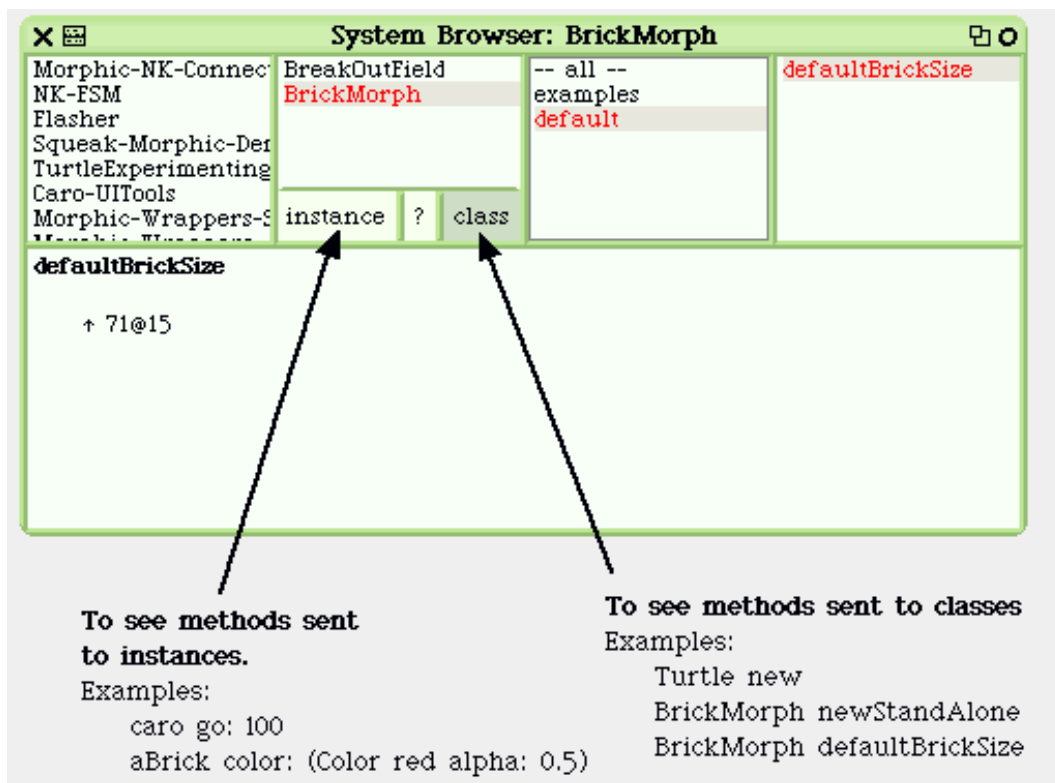 System Browser: BrickMorph
Morphic-NK-Connec
NK-FSM
Flasher
Squeak-Morphic-Der
TurtleExperimenting
Caro-UITools
Morphic-Wrappers-S
BreakOutField
BrickMorph
instance ? class
-- all --
examples
default
defaultBrickSize
defaultBrickSize
↑ 71@15
To see methods sent
to instances.
Examples:
caro go: 100
aBrick color: (Color red alpha: 0.5)
To see methods sent to classes
Examples:
Turtle new
BrickMorph newStandAlone
BrickMorph defaultBrickSize